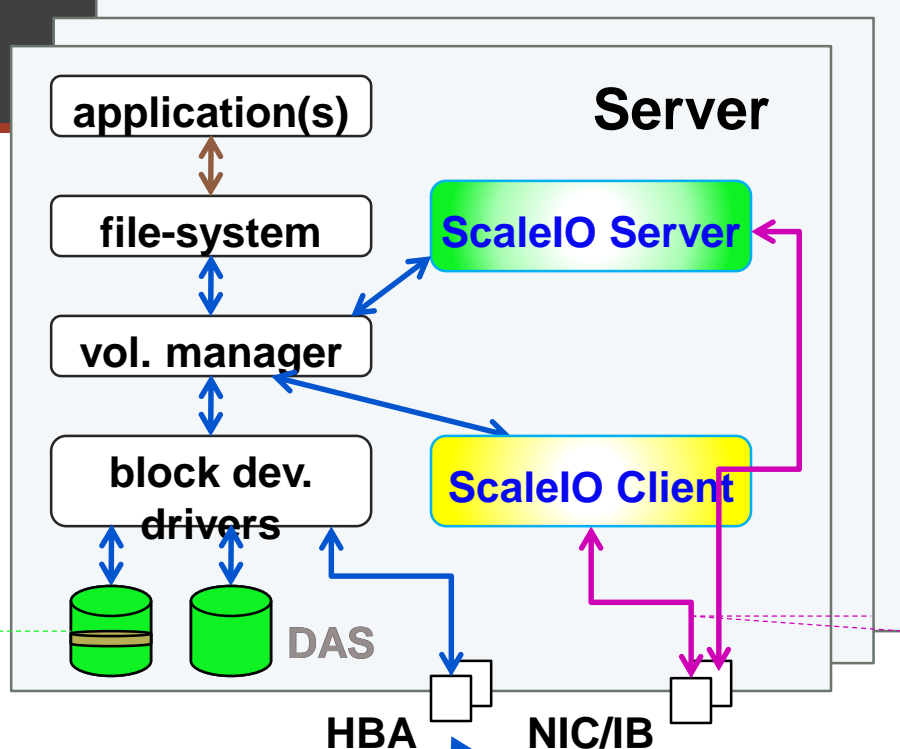 application(s)
Server
file-system
ScaleIO Server
vol. manager
block dev.
drivers
ScaleIO Client
DAS
HBA
NIC/IB